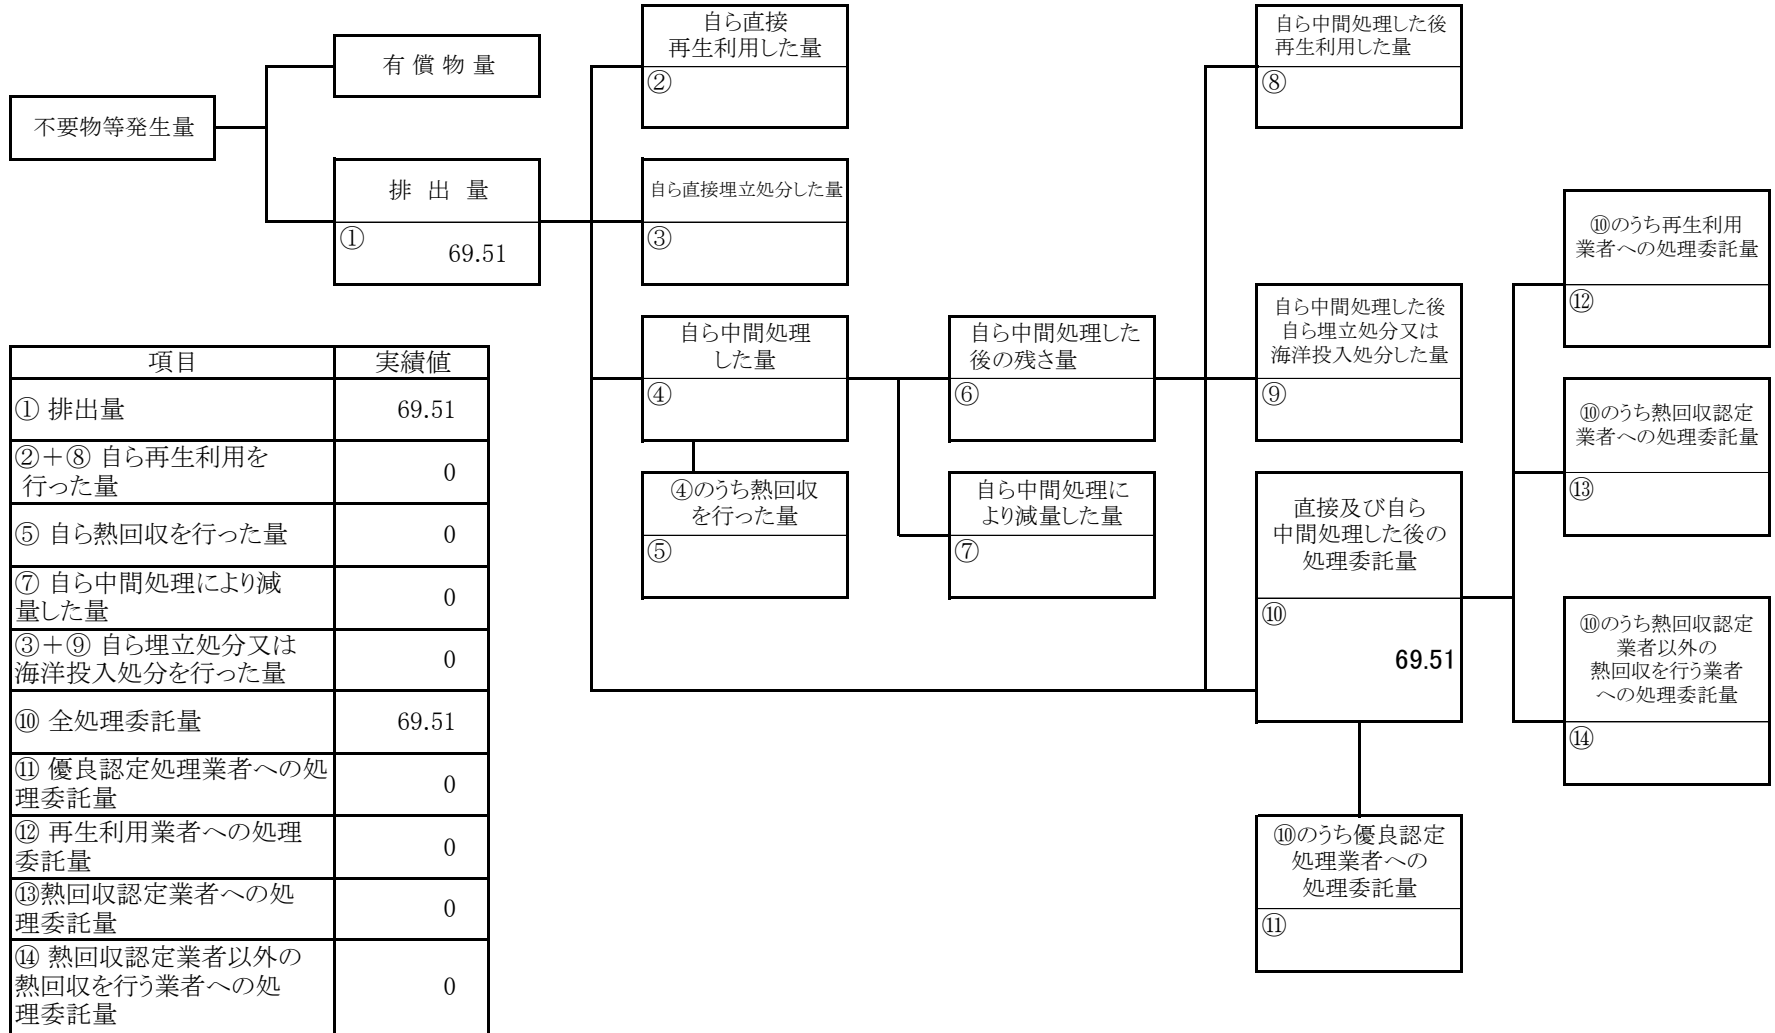 不要物等発生量
有 償 物 量
排 出 量
①
69.51
自ら直接
再生利用した量
②
自ら直接埋立処分した量
③
自ら中間処理
した量
④
④のうち熱回収
を行った量
⑤
自ら中間処理した
後の残さ量
⑥
自ら中間処理に
より減量した量
⑦
自ら中間処理した後
再生利用した量
⑧
自ら中間処理した後
自ら埋立処分又は
海洋投入処分した量
⑨
直接及び自ら
中間処理した後の
処理委託量
⑩
69.51
⑩のうち優良認定
処理業者への
処理委託量
⑪
⑩のうち再生利用
業者への処理委託量
⑫
⑩のうち熱回収認定
業者への処理委託量
⑬
⑩のうち熱回収認定
業者以外の
熱回収を行う業者
への処理委託量
⑭
項目 実績値
① 排出量 69.51
②＋⑧ 自ら再生利用を
行った量 0
⑤ 自ら熱回収を行った量 0
⑦ 自ら中間処理により減
量した量 0
③＋⑨ 自ら埋立処分又は
海洋投入処分を行った量 0
⑩ 全処理委託量 69.51
⑪ 優良認定処理業者への処
理委託量 0
⑫ 再生利用業者への処理
委託量 0
⑬熱回収認定業者への処
理委託量 0
⑭ 熱回収認定業者以外の
熱回収を行う業者への処 0
理委託量